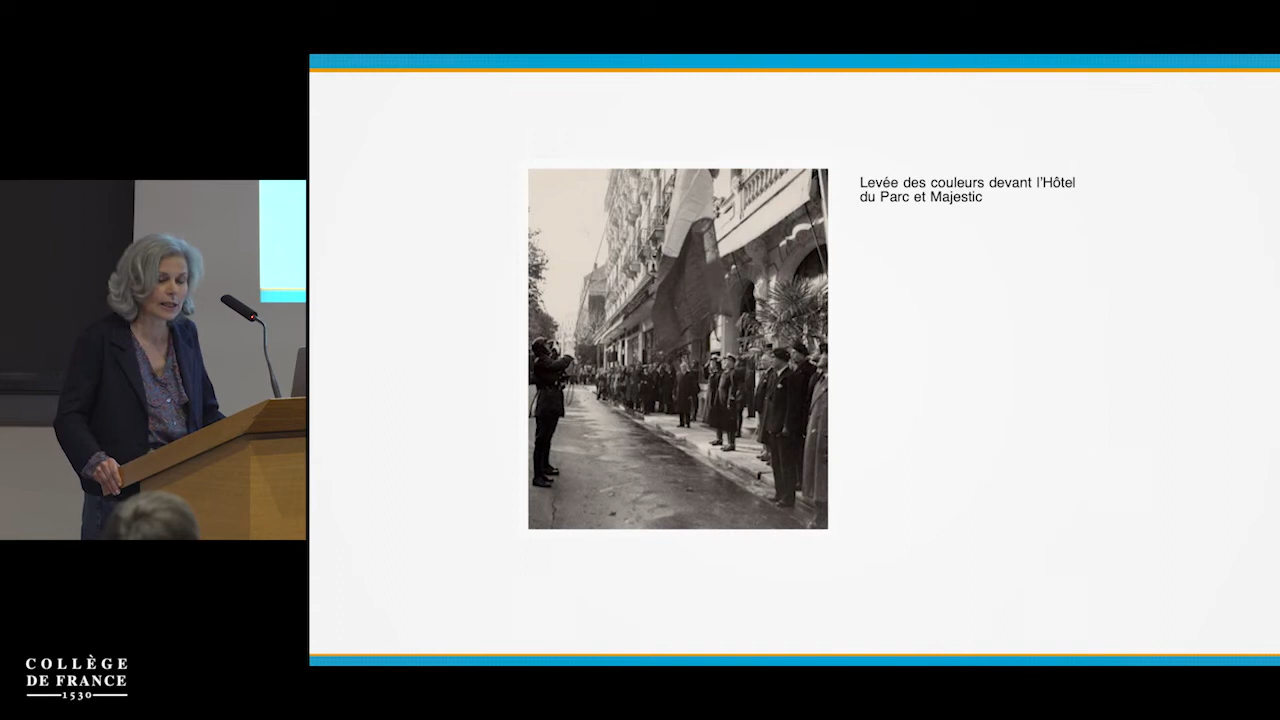 Levée des couleurs devant l'Hôtel
du Parc et Majestic
COLLÈGE
DE FRANCE
1530